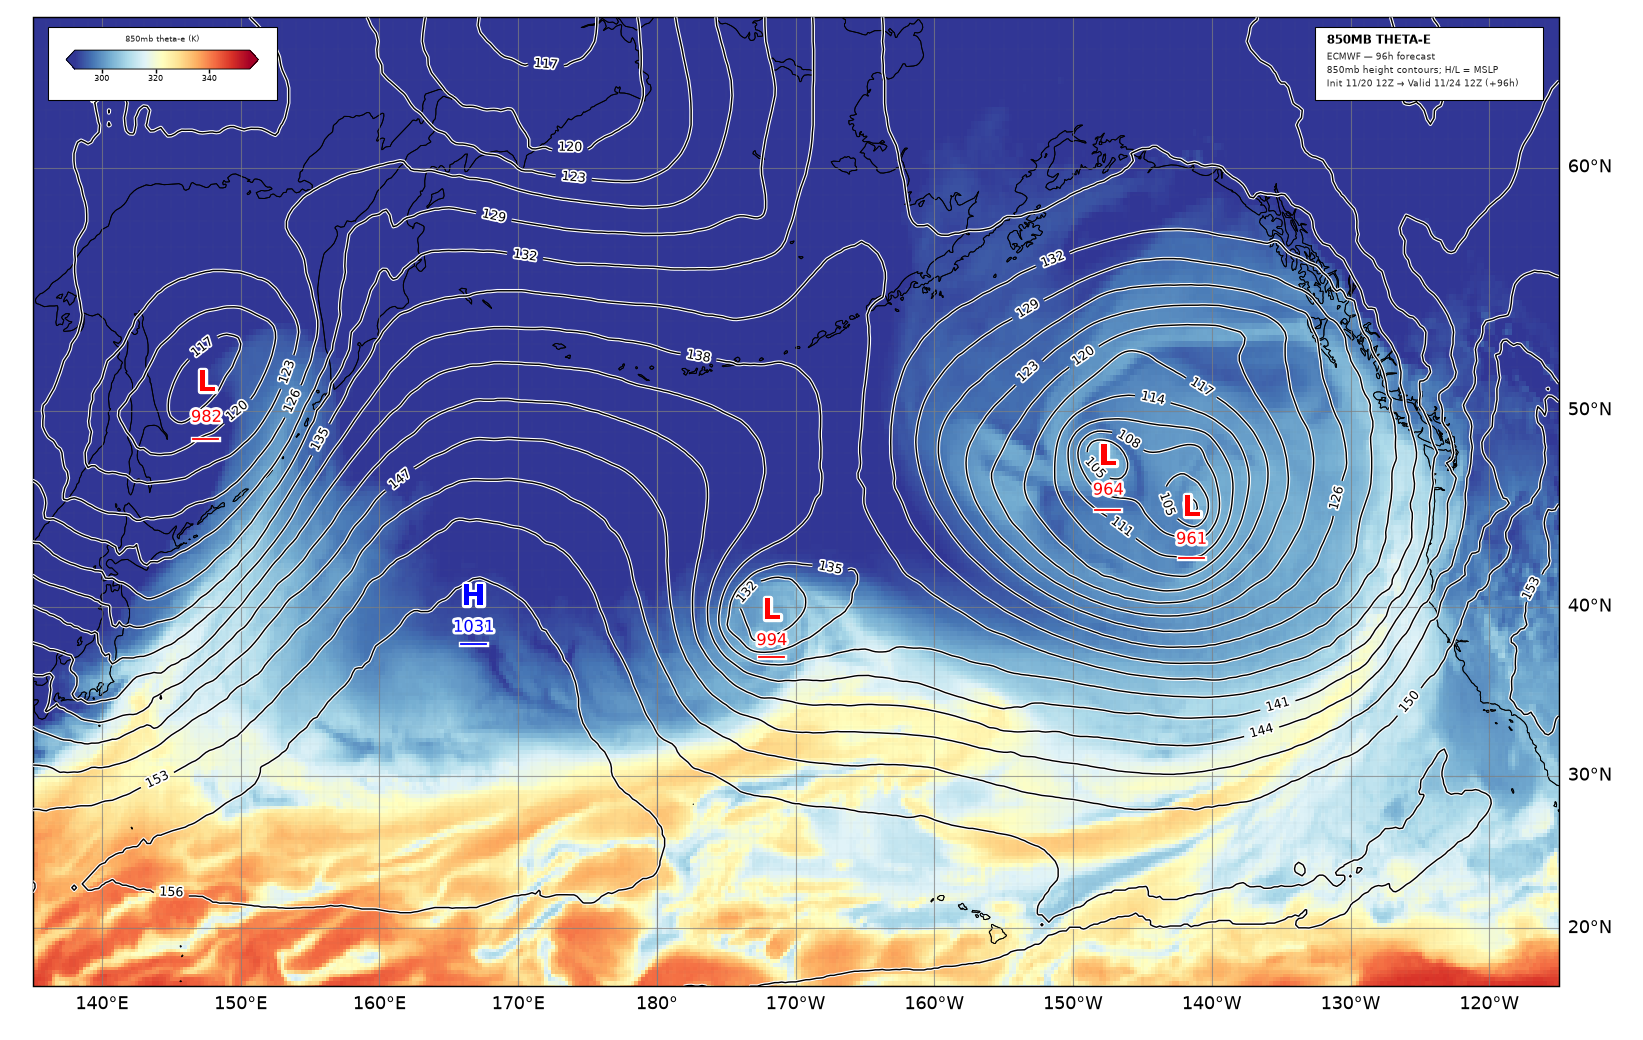 850mb theta-e (K)
300 320 340
850MB THETA-E
ECMWF — 96h forecast
850mb height contours; H/L = MSLP
Init 11/20 12Z → Valid 11/24 12Z (+96h)
117
120
123
129
132
138
117
123
120
126
135
147
L
982
132
129
120
123
117
114
108
105
L
964
105
L
961
111
126
H
1031
135
132
L
994
153
141
144
150
153
156
60°N
50°N
40°N
30°N
20°N
140°E 150°E 160°E 170°E 180° 170°W 160°W 150°W 140°W 130°W 120°W